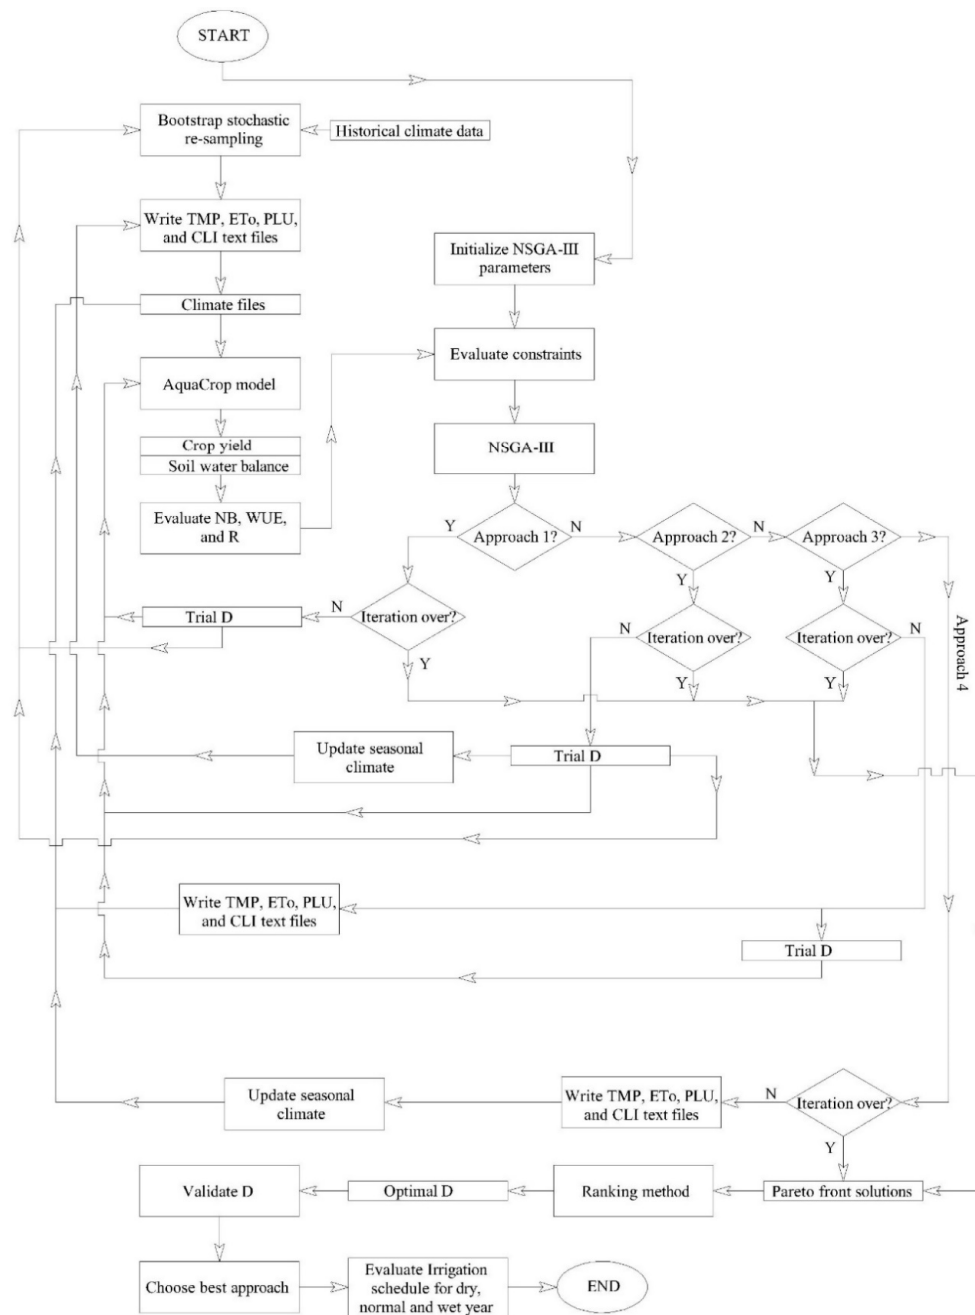 START
Bootstrap stochastic
re-sampling
Historical climate data
Write TMP, ETo, PLU,
and CLI text files
Initialize NSGA-III
parameters
Climate files
Evaluate constraints
AquaCrop model
NSGA-III
Crop yield
Soil water balance
Evaluate NB, WUE,
and R
Y
Approach 1?
N
Approach 2?
N
Approach 3?
Y
Y
Trial D
N
Iteration over?
N
Iteration over?
Iteration over?
N
Approach 4
Y
Y
Y
Update seasonal
climate
Trial D
Write TMP, ETo, PLU,
and CLI text files
Trial D
Update seasonal
climate
Write TMP, ETo, PLU,
and CLI text files
N
Iteration over?
Y
Validate D
Optimal D
Ranking method
Pareto front solutions
Choose best approach
Evaluate Irrigation
schedule for dry,
normal and wet year
END